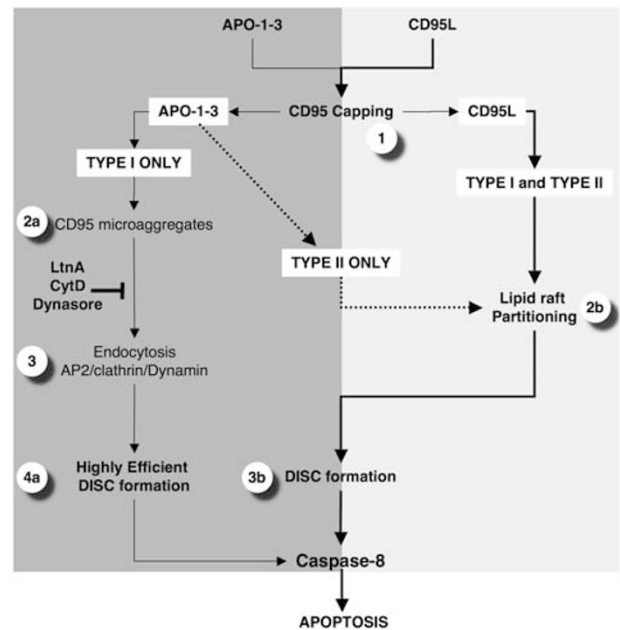 APO-1-3
CD95L
APO-1-3
CD95 Capping
CD95L
1
TYPE I ONLY
TYPE I and TYPE II
2a
CD95 microaggregates
TYPE II ONLY
LtnA
CytD
Dynasore
Lipid raft
Partitioning
2b
3
Endocytosis
AP2/clathrin/Dynamin
4a
Highly Efficient
DISC formation
3b
DISC formation
Caspase-8
APOPTOSIS